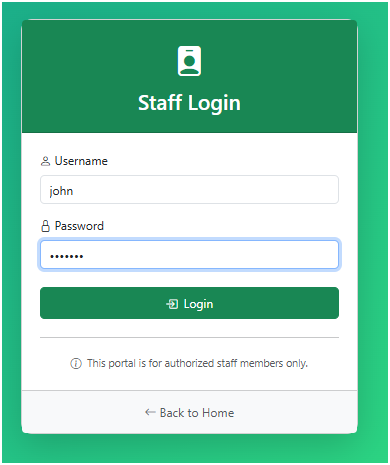 Staff Login
Username
john
Password
•••••••
Login
This portal is for authorized staff members only.
← Back to Home